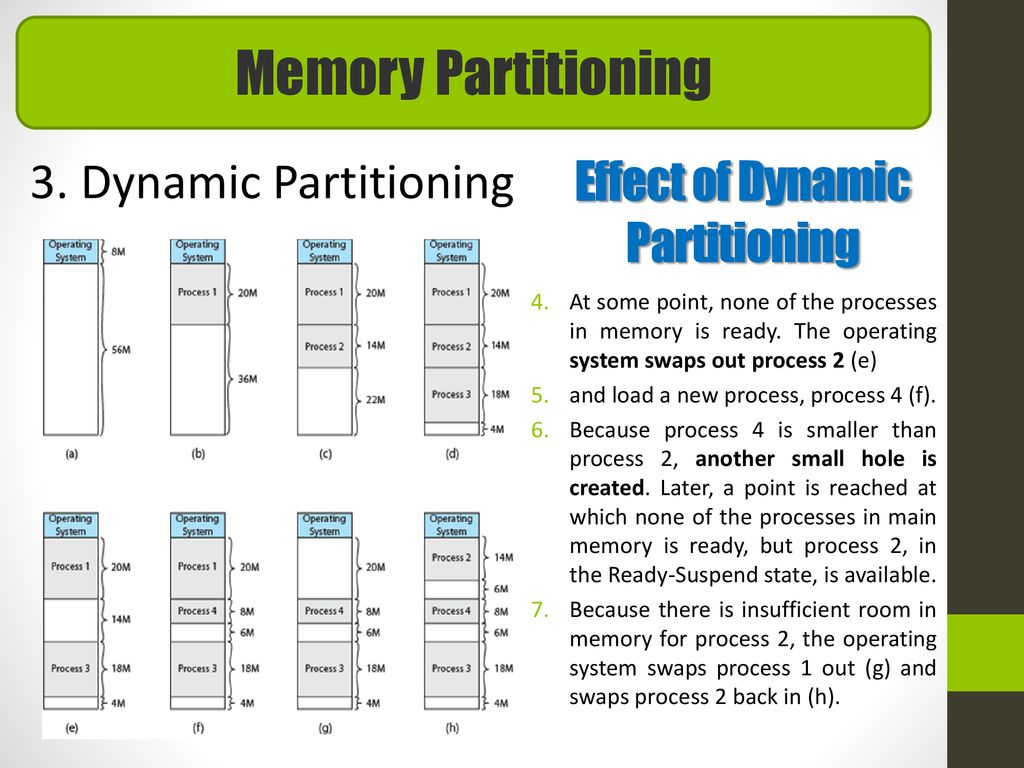 Memory Partitioning
3. Dynamic Partitioning
Effect of Dynamic
Partitioning
Operating
System
8M
56M
(a)
Operating
System
Process 1
20M
36M
(b)
Operating
System
Process 1
20M
Process 2
14M
22M
(c)
Operating
System
Process 1
20M
Process 2
14M
Process 3
18M
4M
(d)
Operating
System
Process 1
20M
14M
Process 3
18M
4M
(e)
Operating
System
Process 1
20M
Process 4
8M
6M
Process 3
18M
4M
(f)
Operating
System
20M
Process 4
8M
6M
Process 3
18M
4M
(g)
Operating
System
Process 2
14M
6M
Process 4
8M
6M
Process 3
18M
4M
(h)
4. At some point, none of the processes
in memory is ready. The operating
system swaps out process 2 (e)
5. and load a new process, process 4 (f).
6. Because process 4 is smaller than
process 2, another small hole is
created. Later, a point is reached at
which none of the processes in main
memory is ready, but process 2, in
the Ready-Suspend state, is available.
7. Because there is insufficient room in
memory for process 2, the operating
system swaps process 1 out (g) and
swaps process 2 back in (h).